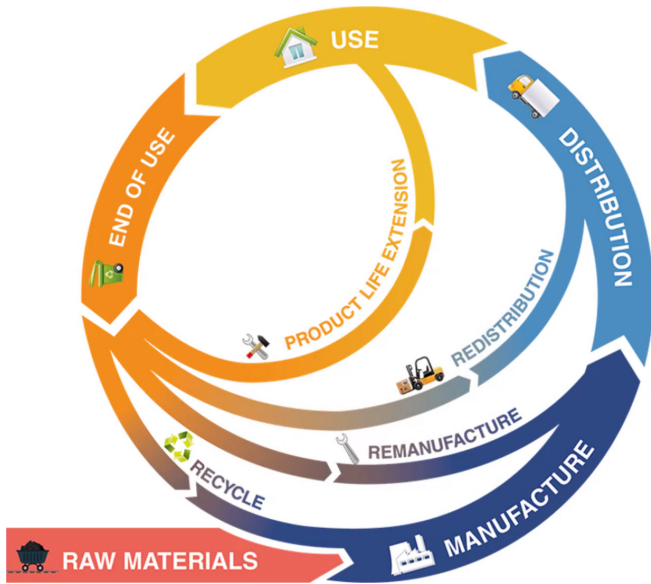 USE
DISTRIBUTION
END OF USE
PRODUCT LIFE EXTENSION
REDISTRIBUTION
REMANUFACTURE
RECYCLE
MANUFACTURE
RAW MATERIALS